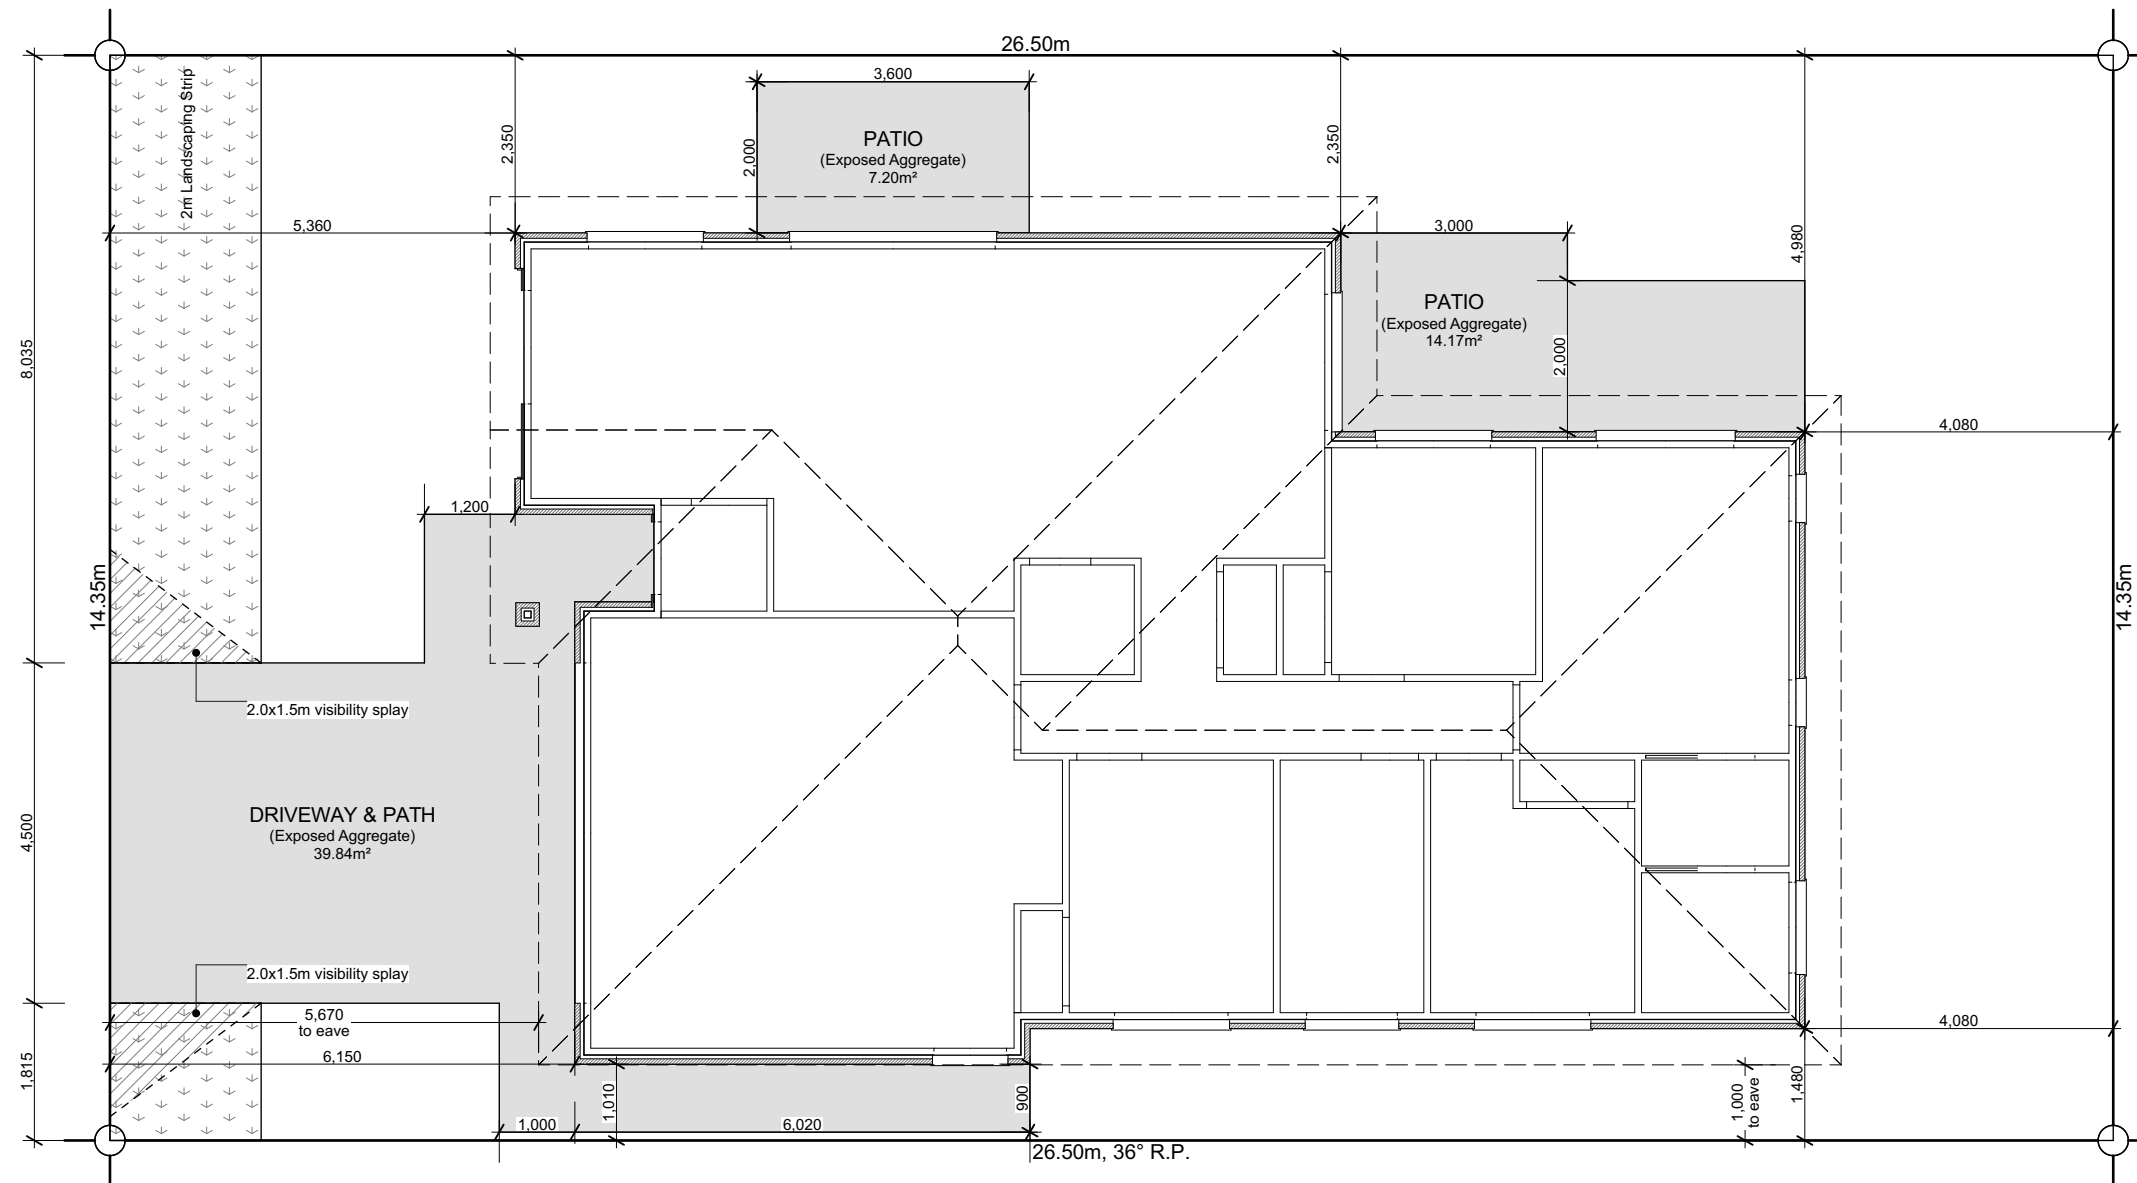 26.50m
3,600
2m Landscaping Strip
2,350
2,000
PATIO
(Exposed Aggregate)
7.20m²
2,350
5,360
3,000
4,980
PATIO
(Exposed Aggregate)
14.17m²
2,000
8,035
4,080
1,200
14.35m
14.35m
2.0x1.5m visibility splay
DRIVEWAY & PATH
(Exposed Aggregate)
39.84m²
4,500
2.0x1.5m visibility splay
5,670
to eave
4,080
6,150
1,815
1,010
900
1,000
to eave
1,480
1,000
6,020
26.50m, 36° R.P.